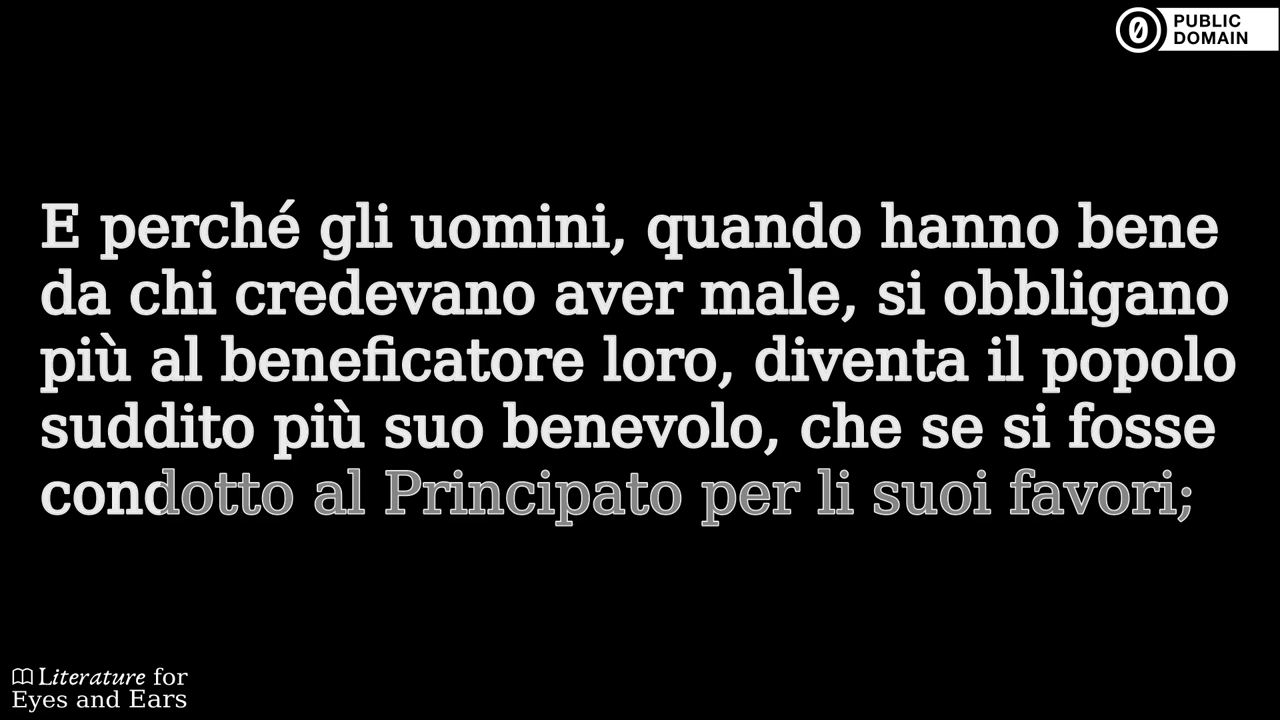 PUBLIC
DOMAIN
E perché gli uomini, quando hanno bene
da chi credevano aver male, si obbligano
più al beneficatore loro, diventa il popolo
suddito più suo benevolo, che se si fosse
condotto al Principato per li suoi favori;
Literature for
Eyes and Ears